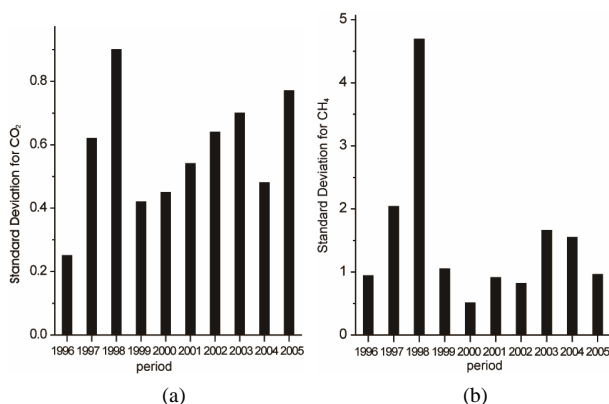 Standard Deviation for CO₂
0.8
0.6
0.4
0.2
0.0
1996 1997 1998 1999 2000 2001 2002 2003 2004 2005
period
(a)
Standard Deviation for CH₄
5
4
3
2
1
0
1996 1997 1998 1999 2000 2001 2002 2003 2004 2005
period
(b)